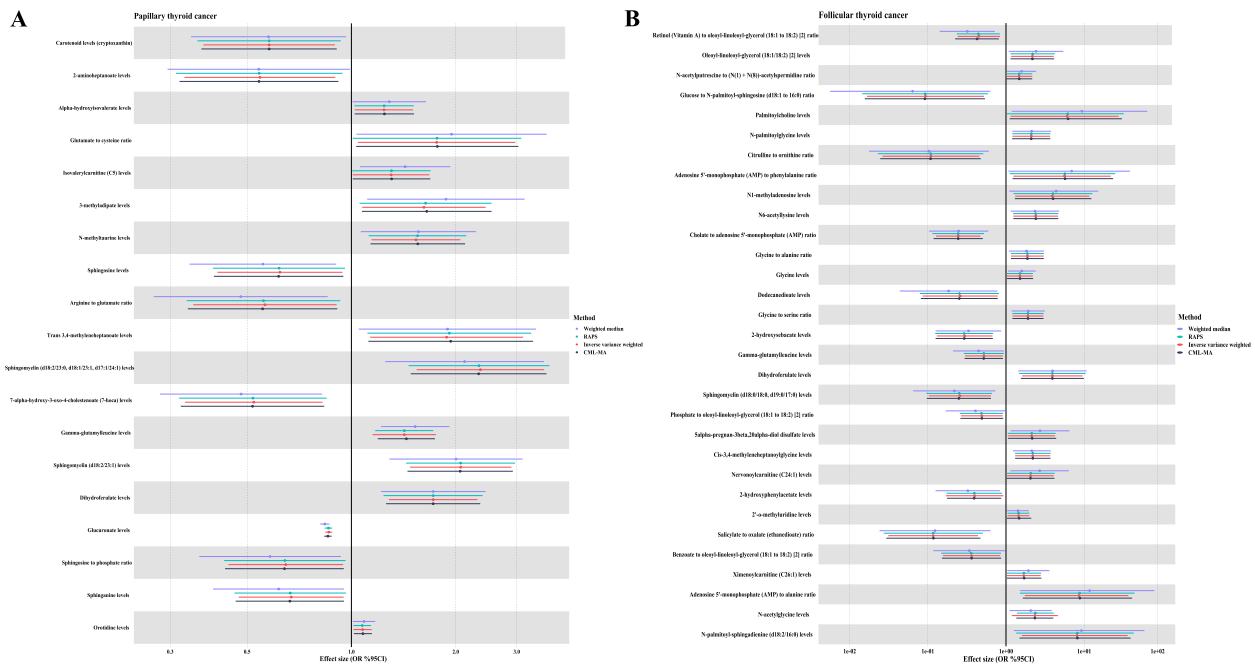 A
Papillary thyroid cancer
Carotenoid levels (cryptoxanthin)
2-aminoheptanoate levels
Alpha-hydroxyisovalerate levels
Glutamate to cysteine ratio
Isovalerylcarnitine (C5) levels
3-methyladipate levels
N-methyltaurine levels
Sphingosine levels
Arginine to glutamate ratio
Trans 3,4-methyleneheptanoate levels
Sphingomyelin (d18:2/23:0, d18:1/23:1, d17:1/24:1) levels
7-alpha-hydroxy-3-oxo-4-cholestenoate (7-hoca) levels
Gamma-glutamylleucine levels
Sphingomyelin (d18:2/23:1) levels
Dihydroferulate levels
Glucuronate levels
Sphingosine to phosphate ratio
Sphinganine levels
Orotidine levels
0.3
0.5
1.0
2.0
3.0
Effect size (OR %95CI)
Method
Weighted median
RAPS
Inverse variance weighted
CML-MA
B
Follicular thyroid cancer
Retinol (Vitamin A) to oleoyl-linoleoyl-glycerol (18:1 to 18:2) [2] ratio
Oleoyl-linoleoyl-glycerol (18:1/18:2) [2] levels
N-acetylputrescine to (N(1) + N(8))-acetylspermidine ratio
Glucose to N-palmitoyl-sphingosine (d18:1 to 16:0) ratio
Palmitoylcholine levels
N-palmitoylglycine levels
Citrulline to ornithine ratio
Adenosine 5'-monophosphate (AMP) to phenylalanine ratio
N1-methyladenosine levels
N6-acetyllysine levels
Cholate to adenosine 5'-monophosphate (AMP) ratio
Glycine to alanine ratio
Glycine levels
Dodecanedioate levels
Glycine to serine ratio
2-hydroxysebacate levels
Gamma-glutamylleucine levels
Dihydroferulate levels
Sphingomyelin (d18:0/18:0, d19:0/17:0) levels
Phosphate to oleoyl-linoleoyl-glycerol (18:1 to 18:2) [2] ratio
5alpha-pregnan-3beta,20alpha-diol disulfate levels
Cis-3,4-methyleneheptanoylglycine levels
Nervonoylcarnitine (C24:1) levels
2-hydroxyphenylacetate levels
2'-o-methyluridine levels
Salicylate to oxalate (ethanedioate) ratio
Benzoate to oleoyl-linoleoyl-glycerol (18:1 to 18:2) [2] ratio
Ximenoylcarnitine (C26:1) levels
Adenosine 5'-monophosphate (AMP) to alanine ratio
N-acetylglycine levels
N-palmitoyl-sphingadienine (d18:2/16:0) levels
1e-02
1e-01
1e+00
1e+01
1e+02
Effect size (OR %95CI)
Method
Weighted median
RAPS
Inverse variance weighted
CML-MA